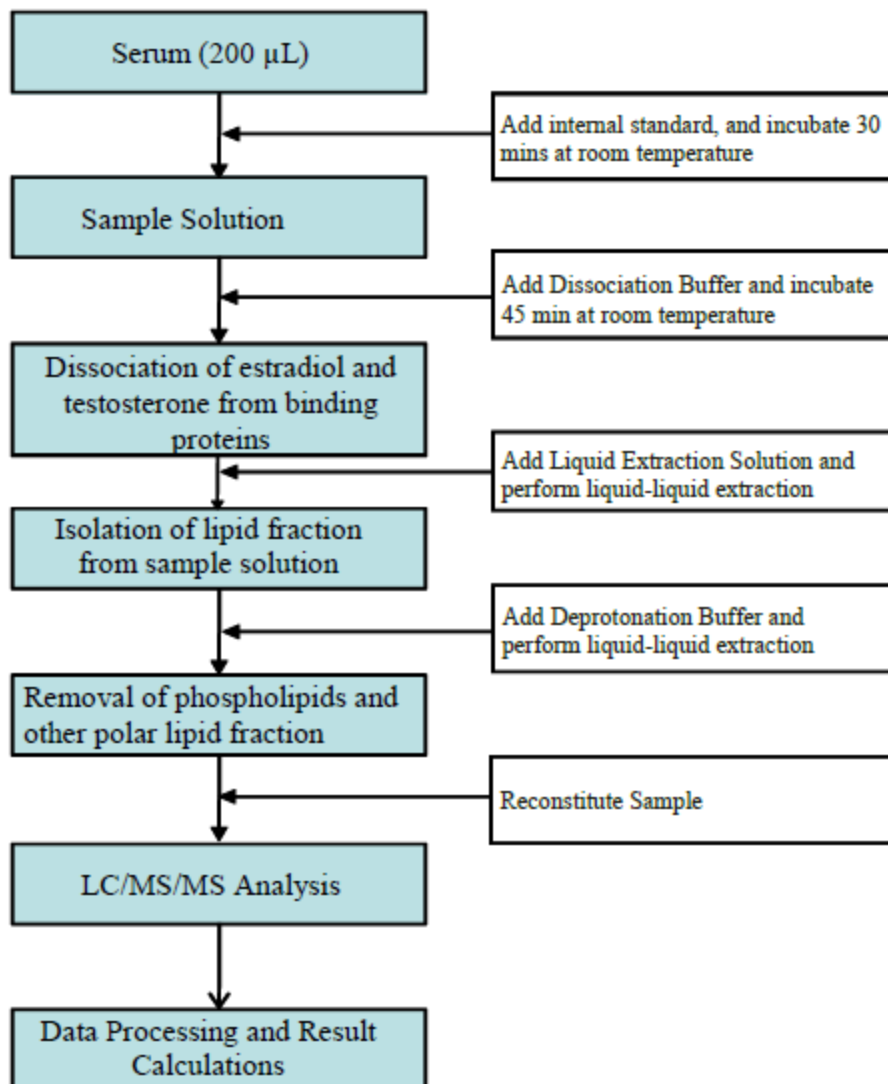 Serum (200 µL)
Add internal standard, and incubate 30
mins at room temperature
Sample Solution
Add Dissociation Buffer and incubate
45 min at room temperature
Dissociation of estradiol and
testosterone from binding
proteins
Add Liquid Extraction Solution and
perform liquid-liquid extraction
Isolation of lipid fraction
from sample solution
Add Deprotonation Buffer and
perform liquid-liquid extraction
Removal of phospholipids and
other polar lipid fraction
Reconstitute Sample
LC/MS/MS Analysis
Data Processing and Result
Calculations